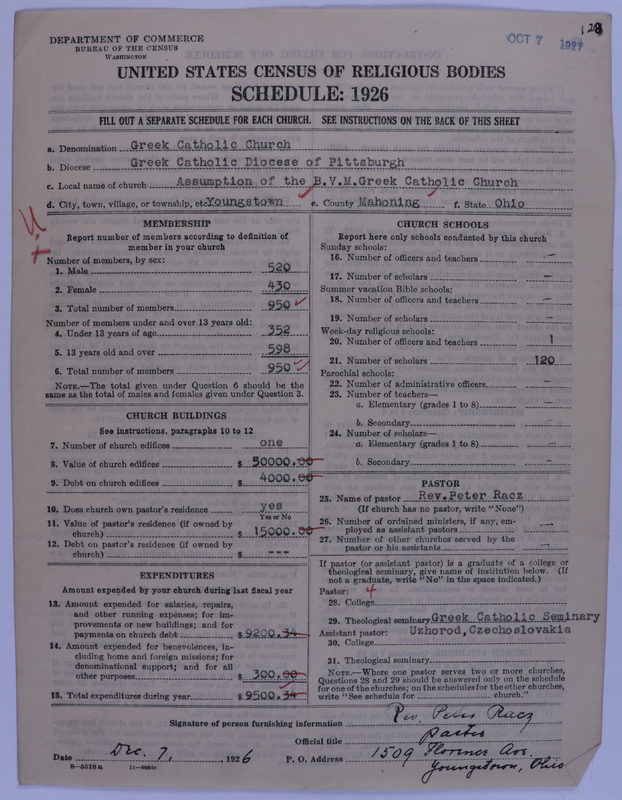 128
OCT 7 1927
DEPARTMENT OF COMMERCE
BUREAU OF THE CENSUS
WASHINGTON
UNITED STATES CENSUS OF RELIGIOUS BODIES
SCHEDULE: 1926
FILL OUT A SEPARATE SCHEDULE FOR EACH CHURCH. SEE INSTRUCTIONS ON THE BACK OF THIS SHEET
a. Denomination Greek Catholic Church
b. Diocese Greek Catholic Diocese of Pittsburgh
c. Local name of church Assumption of the B.V.M.Greek Catholic Church
d. City, town, village, or township, etc Youngstown e. County Mahoning f. State Ohio
MEMBERSHIP
Report number of members according to definition of
member in your church
Number of members, by sex:
1. Male 520
2. Female 430
3. Total number of members 950
Number of members under and over 13 years old:
4. Under 13 years of age 352
5. 13 years old and over 598
6. Total number of members 950
NOTE.—The total given under Question 6 should be the
same as the total of males and females given under Question 3.
CHURCH BUILDINGS
See instructions, paragraphs 10 to 12
7. Number of church edifices one
8. Value of church edifices $ 50000.00
9. Debt on church edifices $ 4000.00
10. Does church own pastor's residence yes
Yes or No
11. Value of pastor's residence (if owned by
church) $ 15000.00
12. Debt on pastor's residence (if owned by
church) $ ---
EXPENDITURES
Amount expended by your church during last fiscal year
13. Amount expended for salaries, repairs,
and other running expenses; for im-
provements or new buildings; and for
payments on church debt $ 9200.34
14. Amount expended for benevolences, in-
cluding home and foreign missions; for
denominational support; and for all
other purposes $ 300.00
15. Total expenditures during year $ 9500.34
CHURCH SCHOOLS
Report here only schools conducted by this church
Sunday schools:
16. Number of officers and teachers -
17. Number of scholars -
Summer vacation Bible schools:
18. Number of officers and teachers -
19. Number of scholars -
Week-day religious schools:
20. Number of officers and teachers 1
21. Number of scholars 120
Parochial schools:
22. Number of administrative officers -
23. Number of teachers—
a. Elementary (grades 1 to 8) -
b. Secondary -
24. Number of scholars—
a. Elementary (grades 1 to 8) -
b. Secondary -
PASTOR
25. Name of pastor Rev.Peter Racz
(If church has no pastor, write "None")
26. Number of ordained ministers, if any, em-
ployed as assistant pastors -
27. Number of other churches served by the
pastor or his assistants -
If pastor (or assistant pastor) is a graduate of a college or
theological seminary, give name of institution below. (If
not a graduate, write "No" in the space indicated.)
Pastor: 4
28. College
29. Theological seminary Greek Catholic Seminary
Assistant pastor: Uzhorod,Czechoslovakia
30. College
31. Theological seminary
NOTE.—Where one pastor serves two or more churches,
Questions 28 and 29 should be answered only on the schedule
for one of the churches; on the schedules for the other churches,
write "See schedule for church."
Signature of person furnishing information Rev. Peter Racz
Official title pastor
Date Dec. 7, 1926 P. O. Address 1509 Florence Ave.
8-5518a Youngstown, Ohio